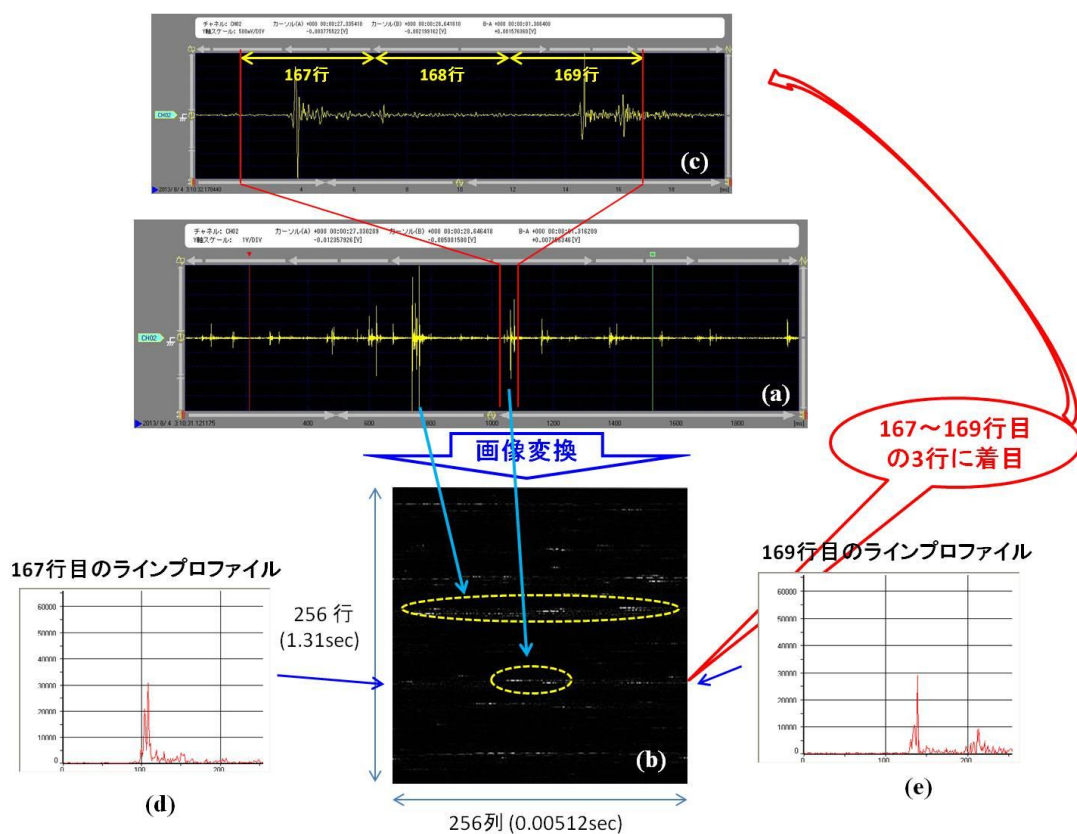 チャネル: CH02 カーソル(A) +000 00:00:27.335410 カーソル(B) +000 00:00:28.641810 B-A +000 00:00:01.306400
Y軸スケール: 500mV/DIV
167行 168行 169行
CH02
(c)
4 6 8 10 12 14 16 18 [ms]
チャネル: CH02 カーソル(A) +000 00:00:27.330209 カーソル(B) +000 00:00:28.646418
Y軸スケール: 1V/DIV
CH02
(a)
2013/ 8/ 4 3:10:31.121175 400 600 800 1000 1200 1400 1600 1800 [ms]
画像変換
167~169行目
の3行に着目
167行目のラインプロファイル
169行目のラインプロファイル
256 行
(1.31sec)
60000
50000
40000
30000
20000
10000
0
0 100 200
(d)
(b)
60000
50000
40000
30000
20000
10000
0
0 100 200
(e)
256列 (0.00512sec)